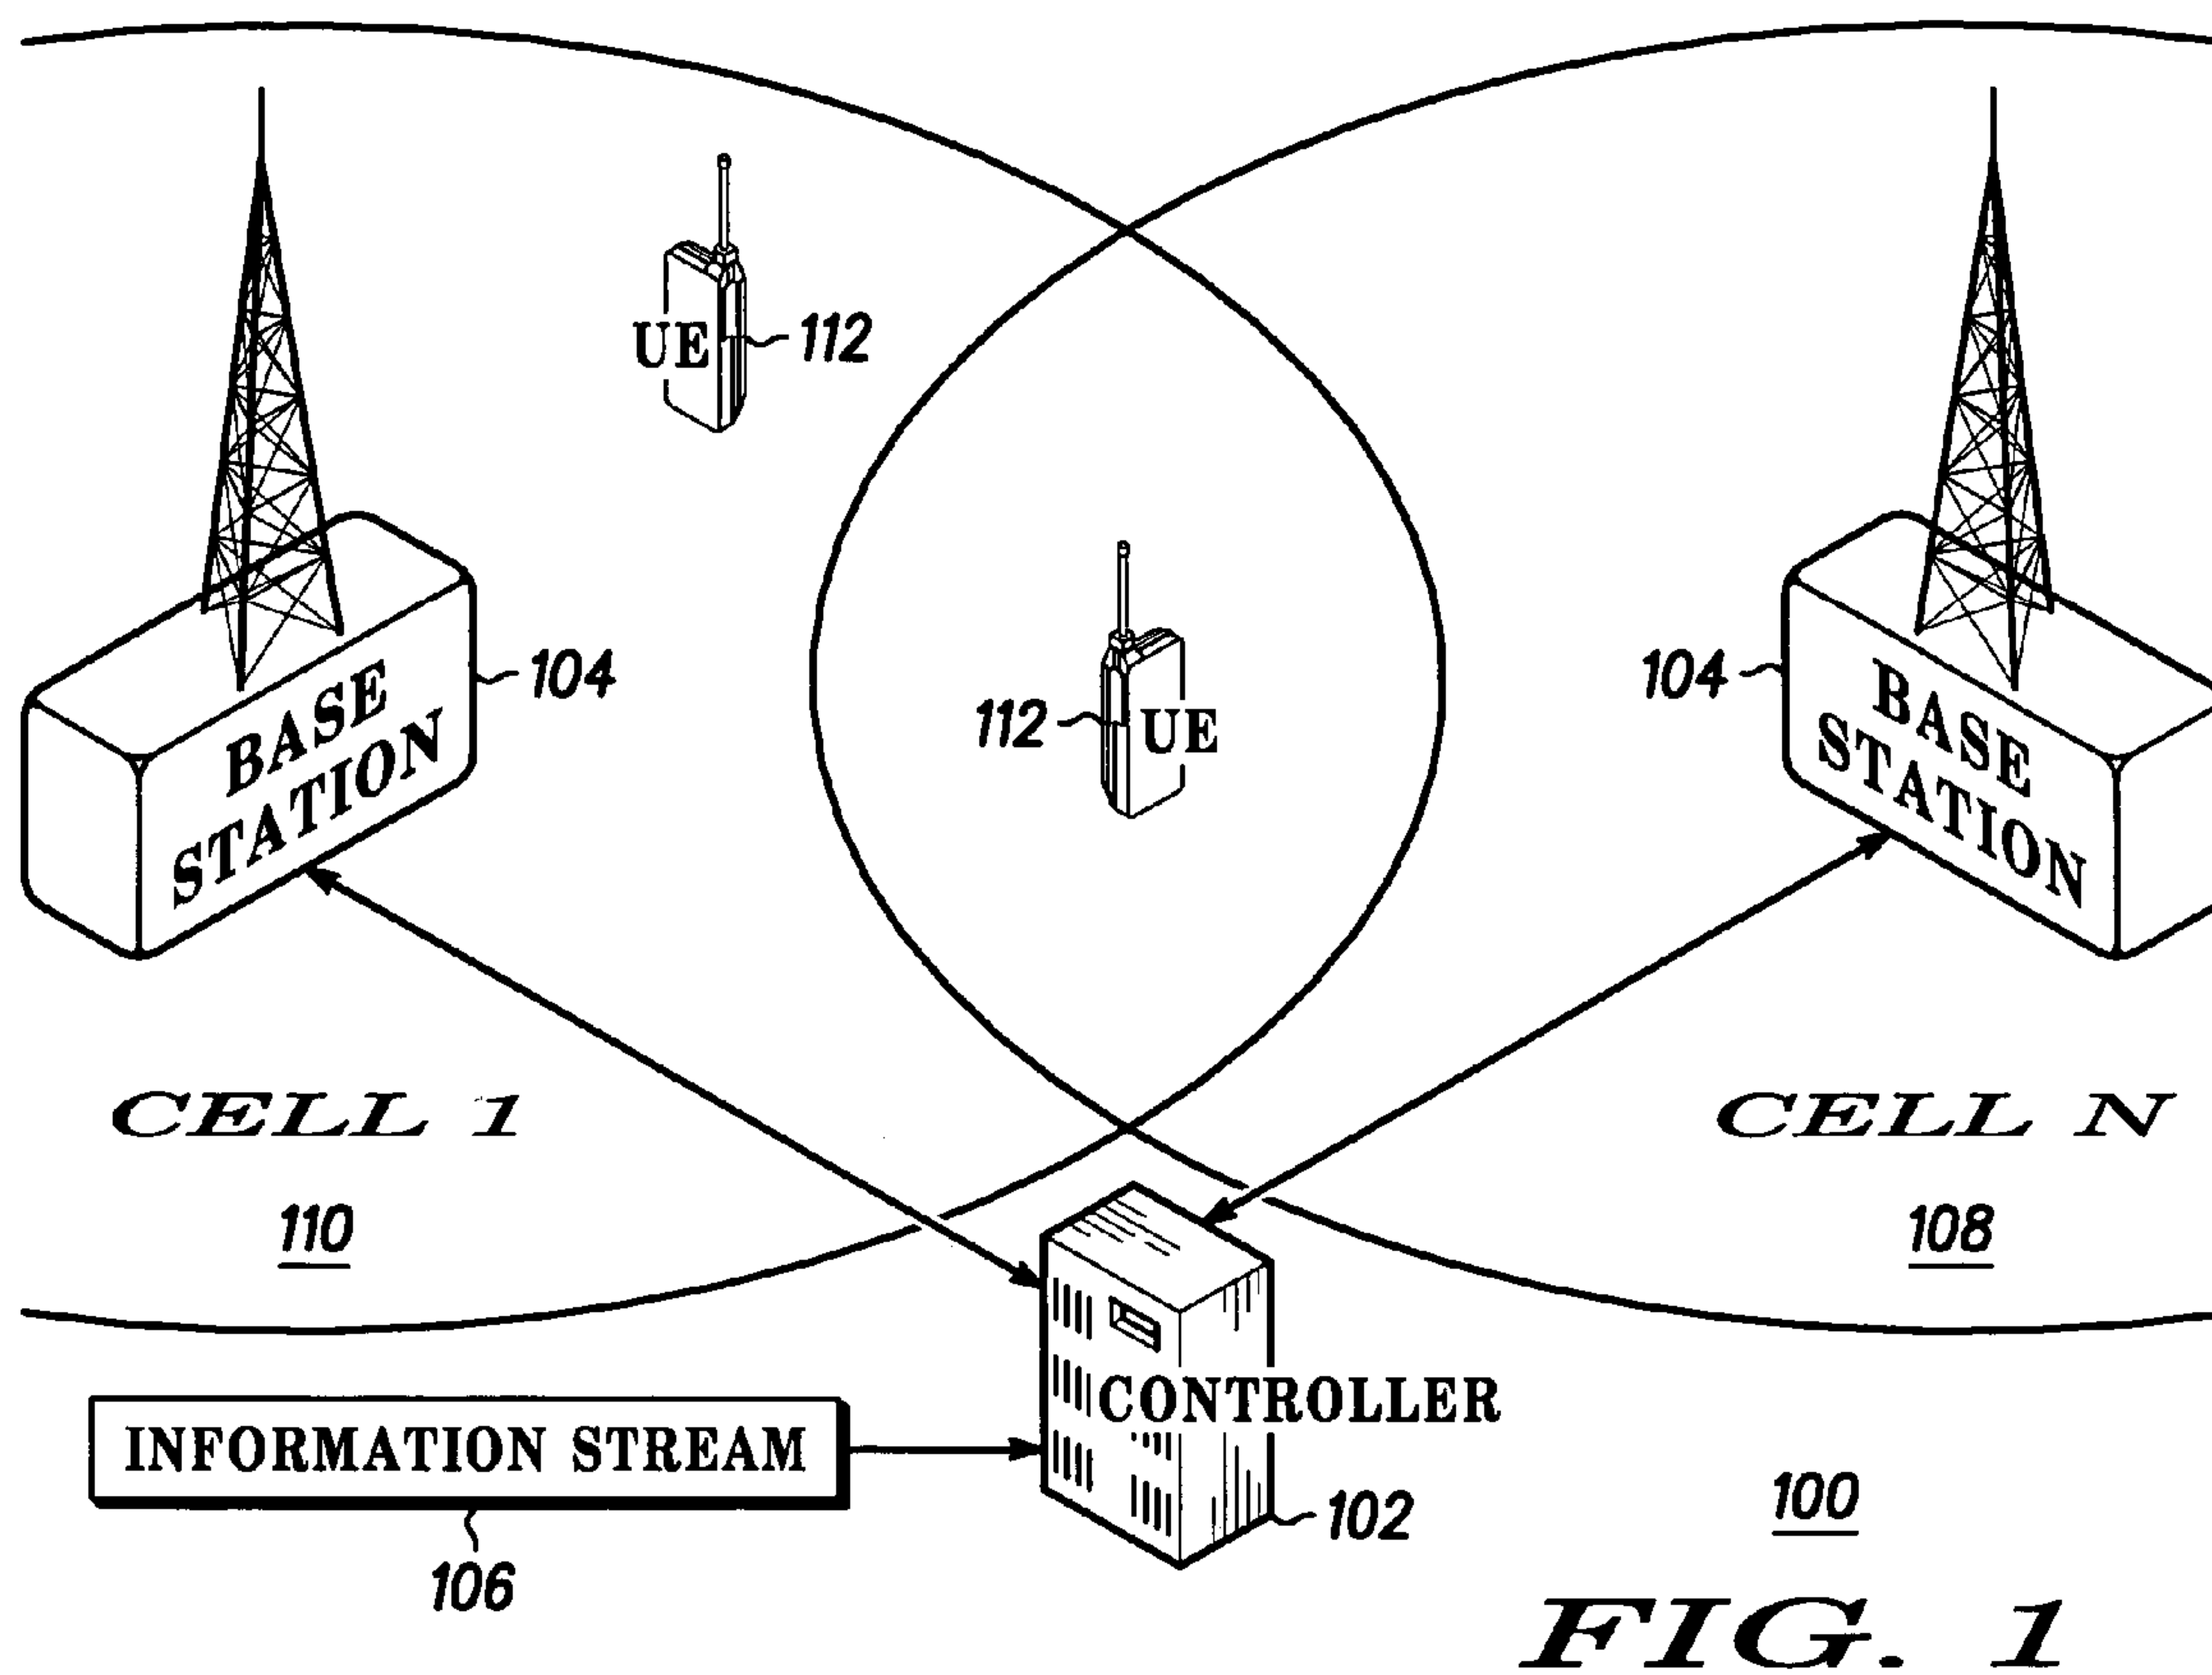 UE
112
104
BASE
STATION
112
UE
104
BASE
STATION
CELL 1
110
CELL N
108
INFORMATION STREAM
106
CONTROLLER
102
100
FIG. 1